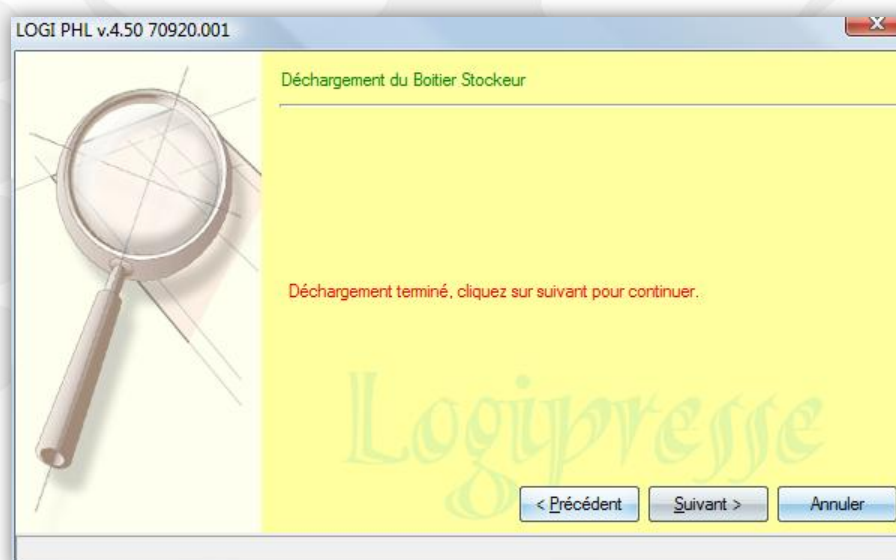 LOGI PHL v.4.50 70920.001
Déchargement du Boitier Stockeur
Déchargement terminé, cliquez sur suivant pour continuer.
Logipresse
< Précédent
Suivant >
Annuler